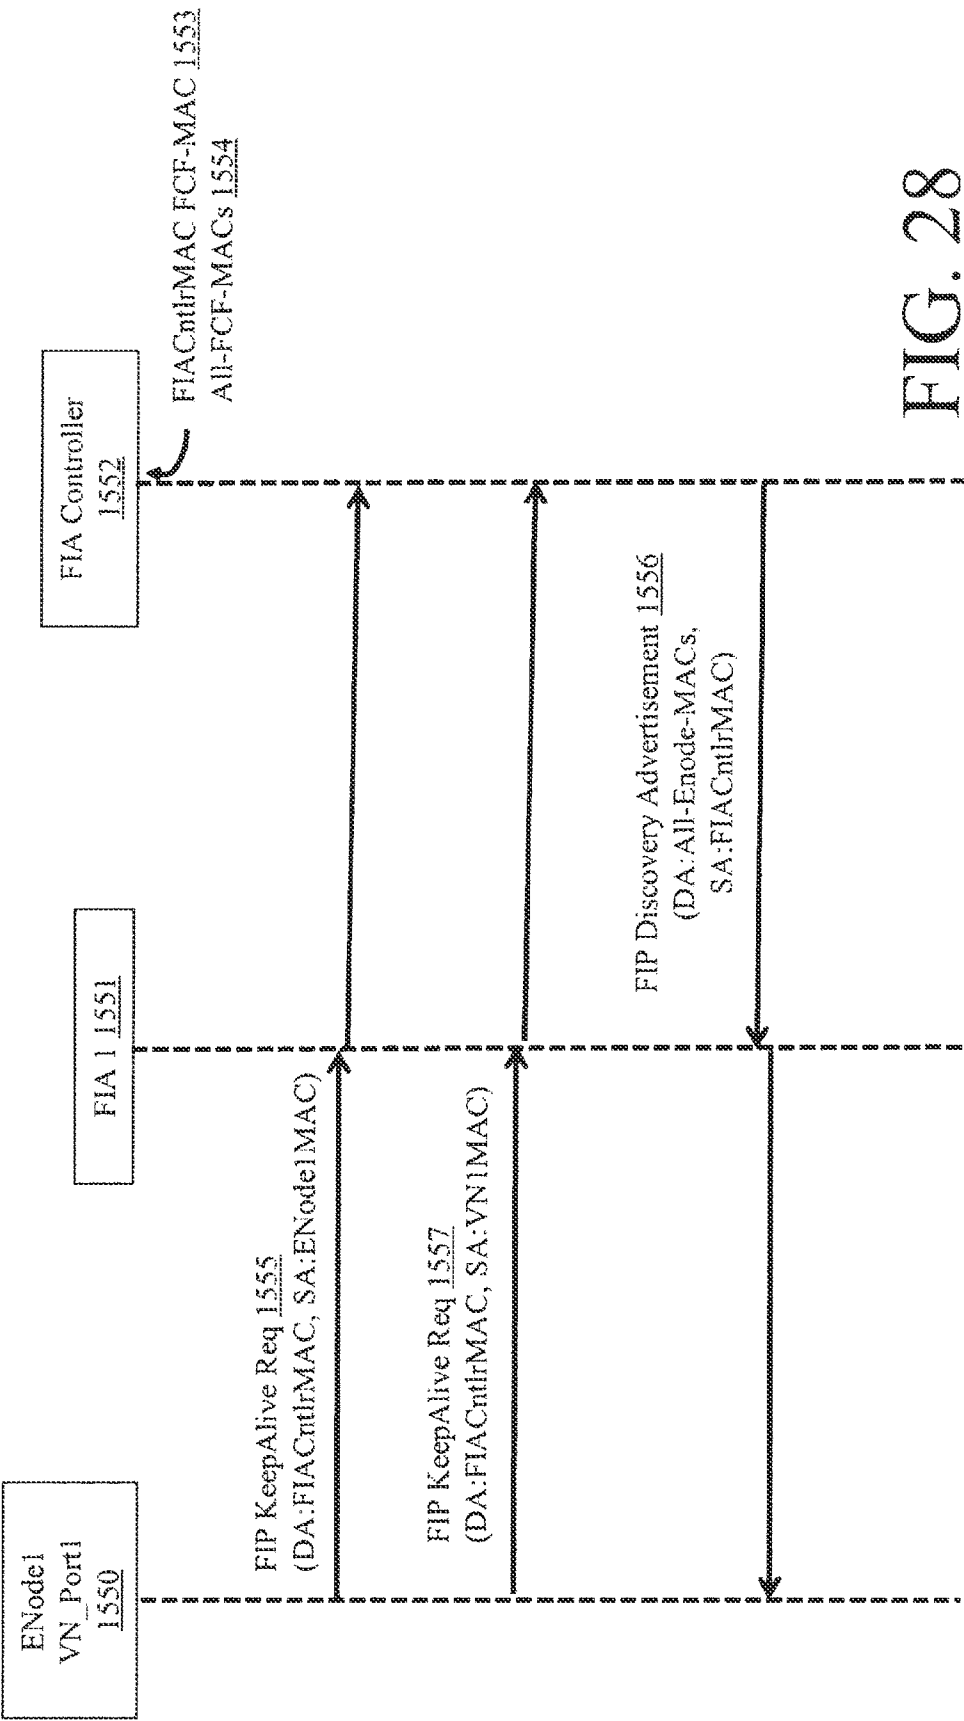 ENode1
VN_Port1
1550
FIA 1 1551
FIA Controller
1552
FIACntlrMAC FCF-MAC 1553
All-FCF-MACs 1554
FIP KeepAlive Req 1555
(DA:FIACntlrMAC, SA:ENode1MAC)
FIP KeepAlive Req 1557
(DA:FIACntlrMAC, SA:VN1MAC)
FIP Discovery Advertisement 1556
(DA:All-Enode-MACs,
SA:FIACntlrMAC)
FIG. 28